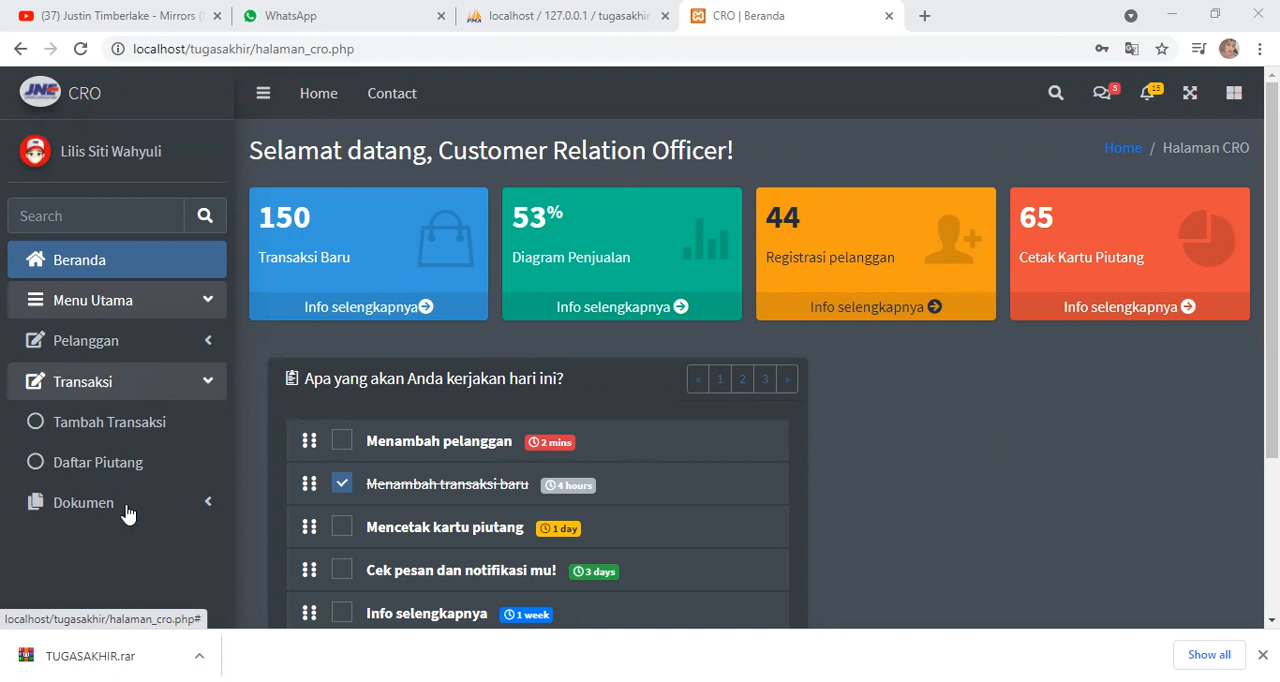 (37) Justin Timberlake - Mirrors (
WhatsApp
localhost / 127.0.0.1 / tugasakhir
CRO | Beranda
localhost/tugasakhir/halaman_cro.php
JNE CRO
Home
Contact
3
15
Lilis Siti Wahyuli
Selamat datang, Customer Relation Officer!
Home / Halaman CRO
Search
Beranda
Menu Utama
Pelanggan
Transaksi
Tambah Transaksi
Daftar Piutang
Dokumen
150
Transaksi Baru
Info selengkapnya
53%
Diagram Penjualan
Info selengkapnya
44
Registrasi pelanggan
Info selengkapnya
65
Cetak Kartu Piutang
Info selengkapnya
Apa yang akan Anda kerjakan hari ini?
« 1 2 3 »
Menambah pelanggan 2 mins
Menambah transaksi baru 4 hours
Mencetak kartu piutang 1 day
Cek pesan dan notifikasi mu! 3 days
Info selengkapnya 1 week
localhost/tugasakhir/halaman_cro.php#
TUGASAKHIR.rar
Show all